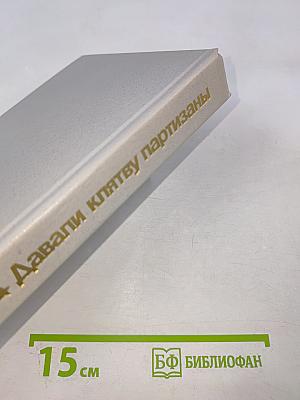 Давали клятву партизаны
15 см
БФ БИБЛИОФАН